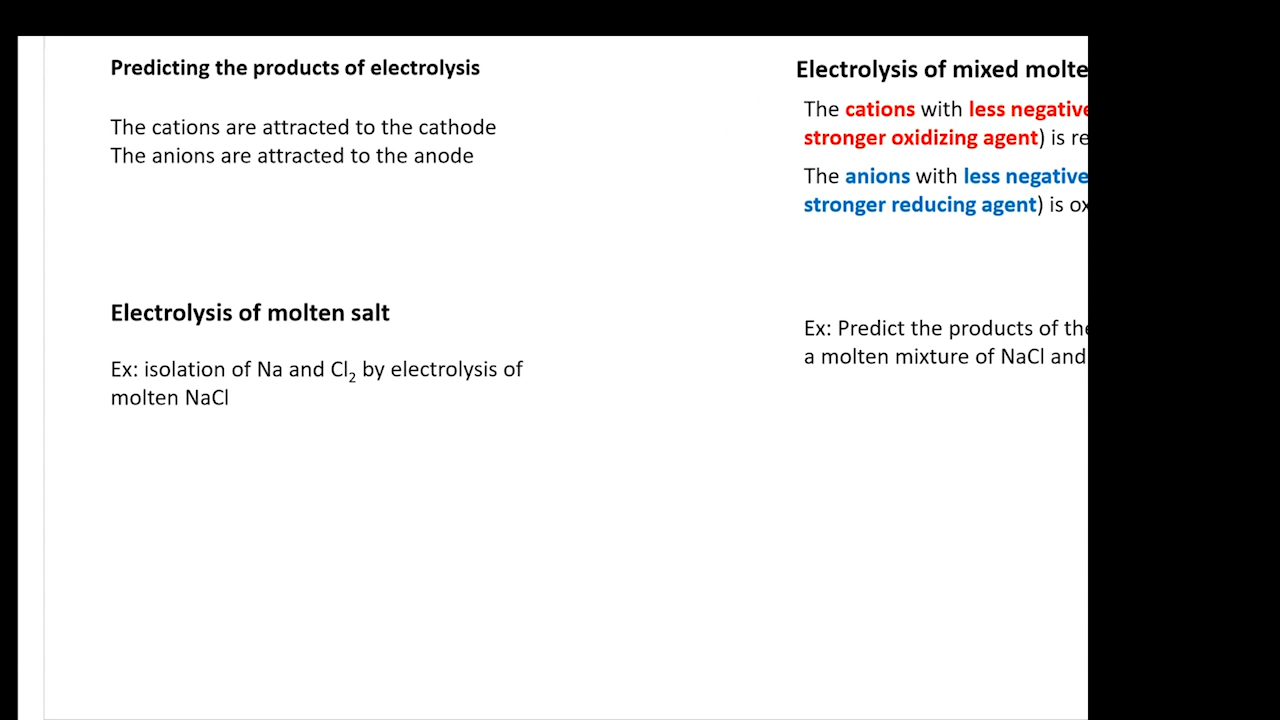 Predicting the products of electrolysis
The cations are attracted to the cathode
The anions are attracted to the anode
Electrolysis of molten salt
Ex: isolation of Na and Cl₂ by electrolysis of
molten NaCl
Electrolysis of mixed molte
The cations with less negative
stronger oxidizing agent) is re
The anions with less negative
stronger reducing agent) is ox
Ex: Predict the products of the
a molten mixture of NaCl and